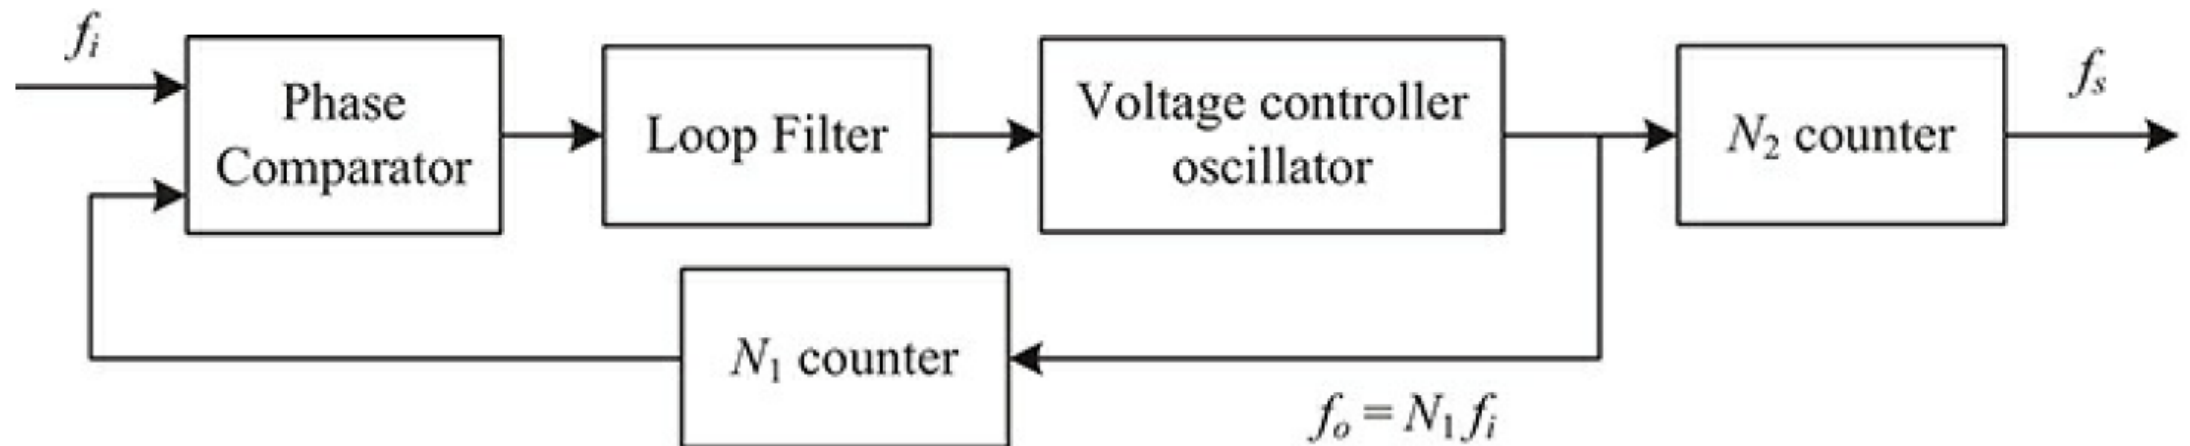 fᵢ
Phase
Comparator
Loop Filter
Voltage controller
oscillator
N₂ counter
fₛ
N₁ counter
fₒ = N₁ fᵢ